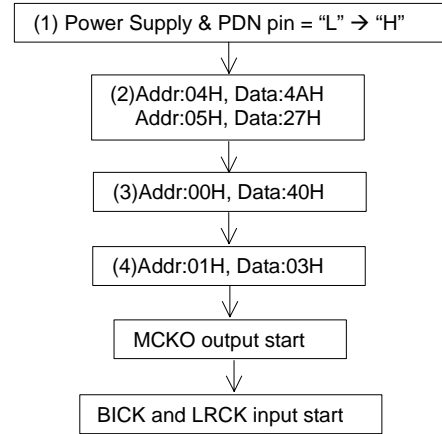 (1) Power Supply & PDN pin = “L” → “H”
(2)Addr:04H, Data:4AH
Addr:05H, Data:27H
(3)Addr:00H, Data:40H
(4)Addr:01H, Data:03H
MCKO output start
BICK and LRCK input start